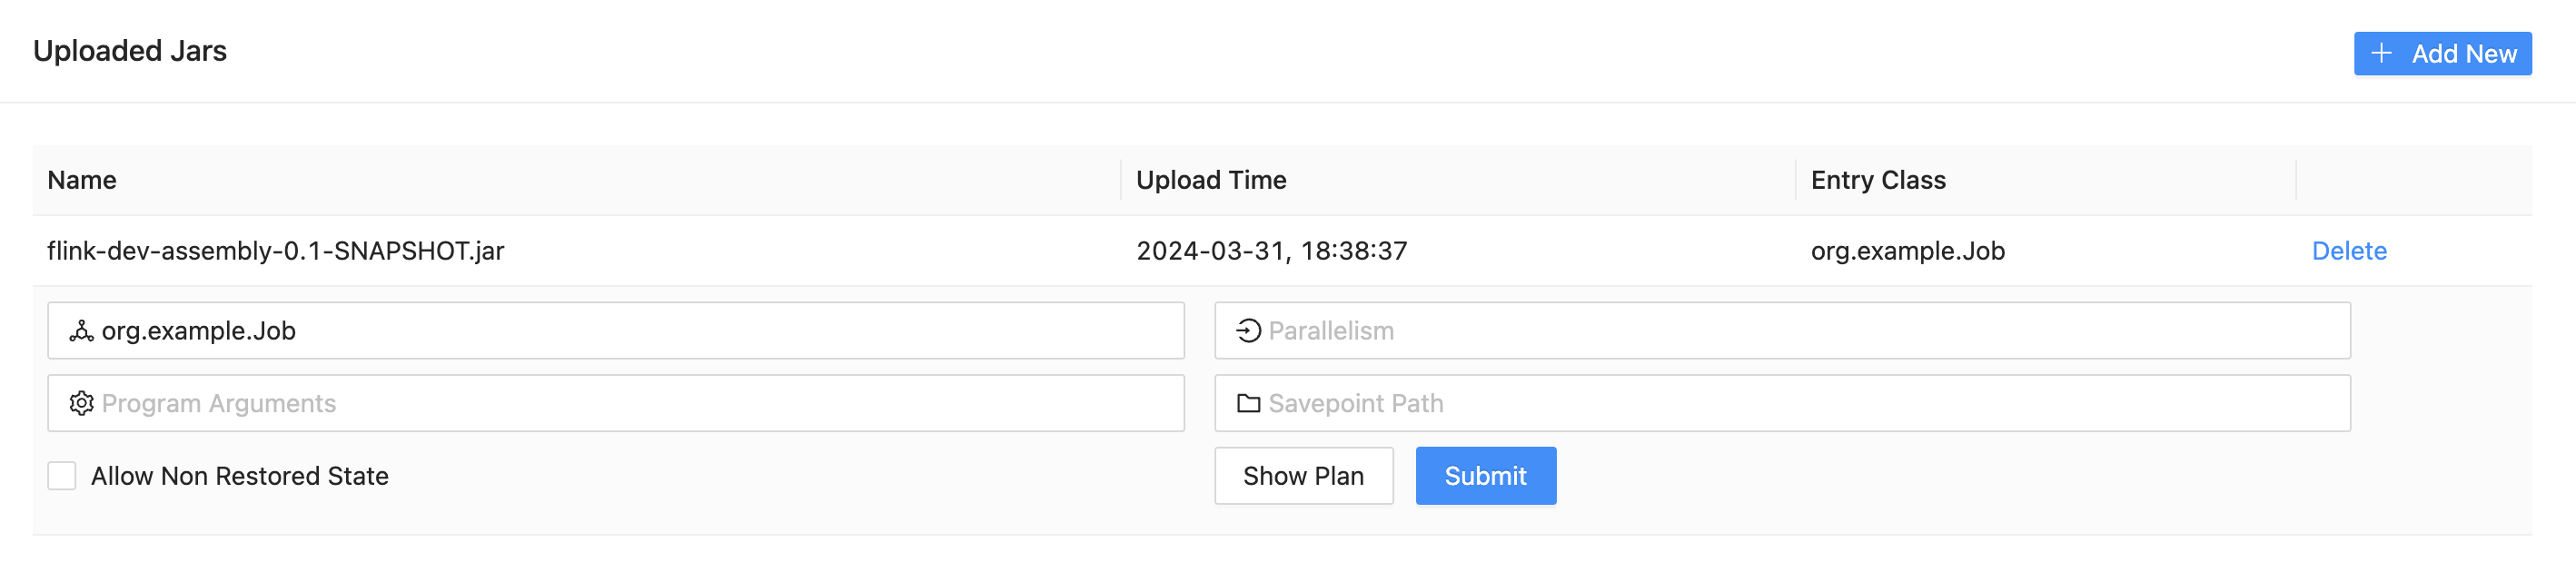 Uploaded Jars
Add New
Name Upload Time Entry Class
flink-dev-assembly-0.1-SNAPSHOT.jar 2024-03-31, 18:38:37 org.example.Job Delete
org.example.Job Parallelism
Program Arguments Savepoint Path
Allow Non Restored State Show Plan Submit